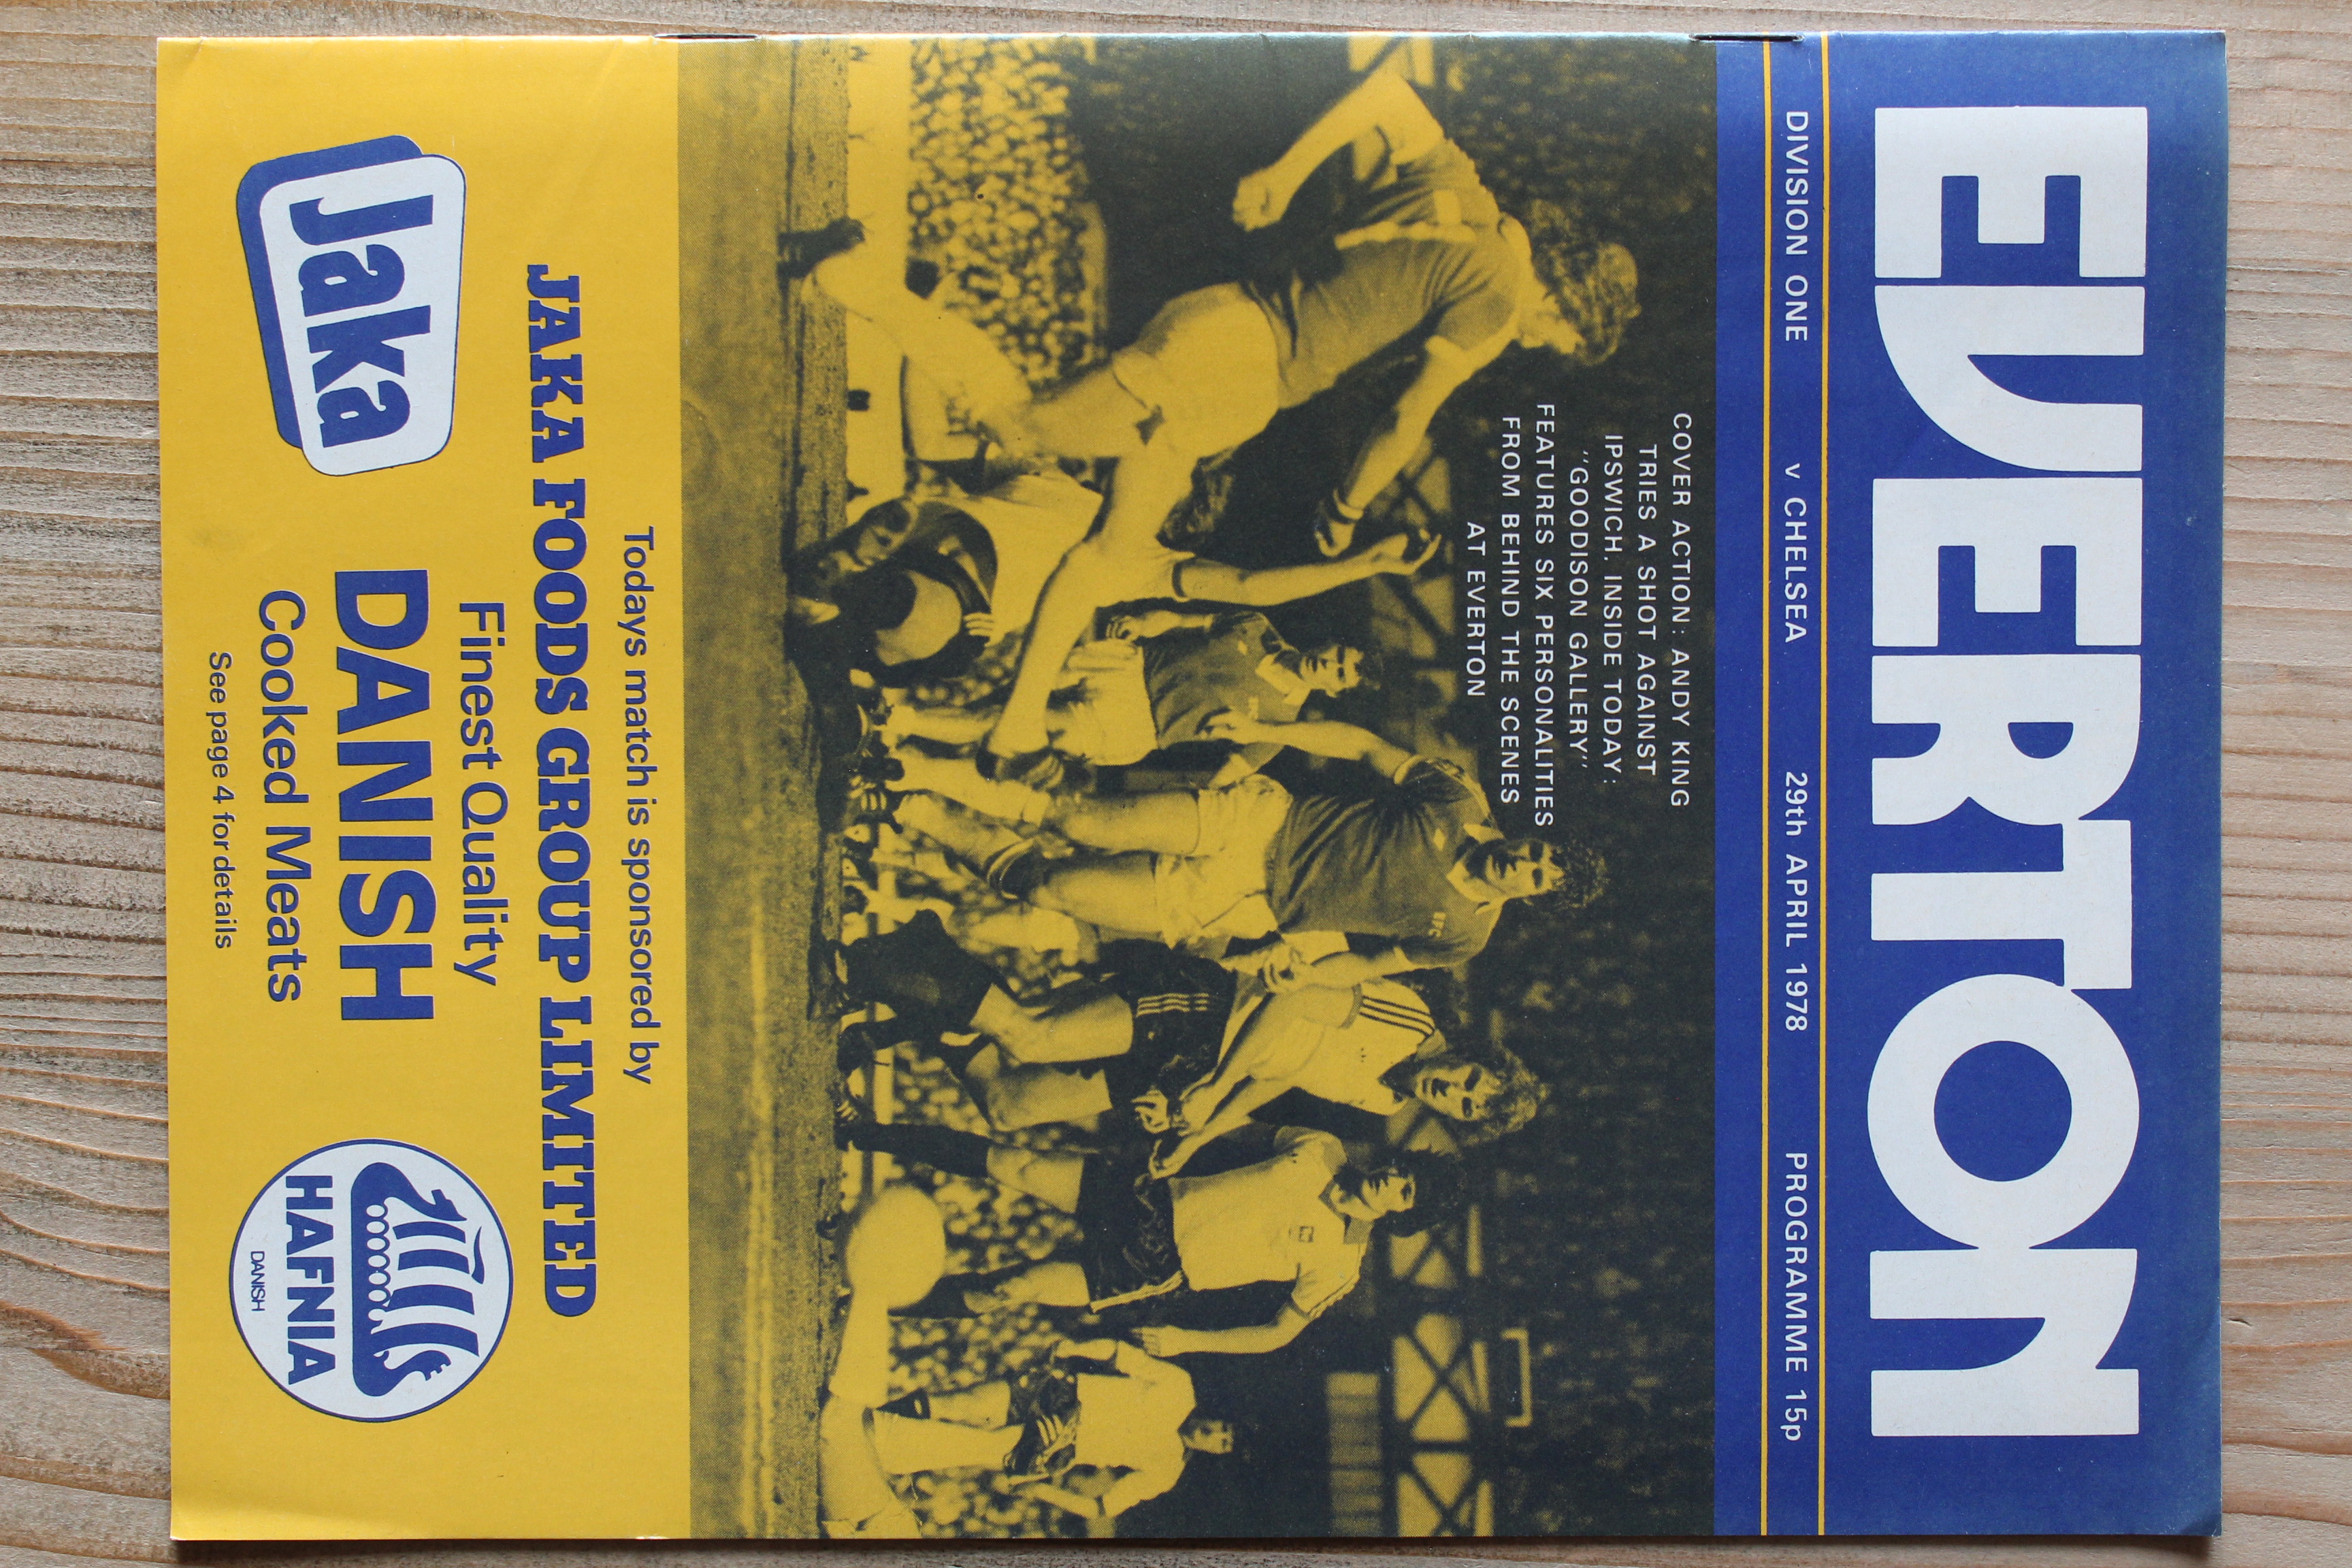 EVERTON
DIVISION ONE v CHELSEA 29th APRIL 1978 PROGRAMME 15p
COVER ACTION: ANDY KING
TRIES A SHOT AGAINST
IPSWICH. INSIDE TODAY:
"GOODISON GALLERY"
FEATURES SIX PERSONALITIES
FROM BEHIND THE SCENES
AT EVERTON
Todays match is sponsored by
JAKA FOODS GROUP LIMITED
Jaka
Finest Quality
DANISH
Cooked Meats
See page 4 for details
HAFNIA
DANISH